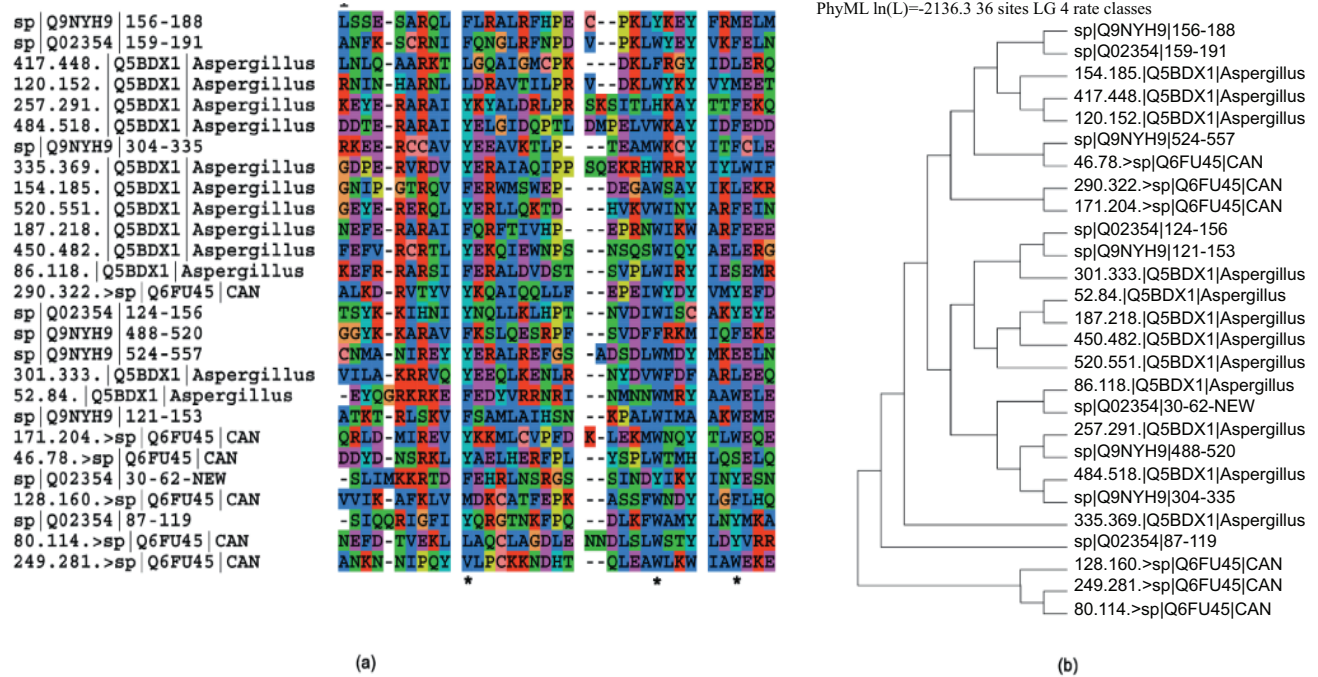 sp|Q9NYH9|156-188 LSSE-SARQL FLRALRFHPE C--PKLYKEY FRMELM
sp|Q02354|159-191 ANFK-SCRNI FQNGLRFNPD V--PKLWYEY VKFELN
417.448.|Q5BDX1|Aspergillus LNLQ-AARKT LGQAIGMCPK ---DKLFRGY IDLERQ
120.152.|Q5BDX1|Aspergillus RNIN-HARNL LDRAVTILPR V--DKLWYKY VYMEET
257.291.|Q5BDX1|Aspergillus KEYE-RARAI YKYALDRLPR SKSITLHKAY TTFEKQ
484.518.|Q5BDX1|Aspergillus DDTE-RARAI YELGIDQPTL DMPELVWKAY IDFEDD
sp|Q9NYH9|304-335 RKEE-RCCAV YEEAVKTLP- ---TEAMWKCY ITFCLE
335.369.|Q5BDX1|Aspergillus GDPE-RVRDV YERAIAQIPP SQEKRHWRRY IYLWIF
154.185.|Q5BDX1|Aspergillus GNIP-GTRQV FERWMSWEP- ---DEGAWSAY IKLEKR
520.551.|Q5BDX1|Aspergillus GEYE-RERQL YERLLQKTD- ---HVKVWINY ARFEIN
187.218.|Q5BDX1|Aspergillus NEFE-RARAI FQRFTIVHP- ---EPRNWIKW ARFEEE
450.482.|Q5BDX1|Aspergillus FEFV-RCRTL YEKQIEWNPS ---NSQSWIQY AELERG
86.118.|Q5BDX1|Aspergillus KEFR-RARSI FERALDVDST ---SVPLWIRY IESEMR
290.322.>sp|Q6FU45|CAN ALKD-RVTYV YKQAIQQLLF ---EPEIWYDY VMYEFD
sp|Q02354|124-156 TSYK-KIHNI YNQLLKLHPT ---NVDIWISC AKYEYE
sp|Q9NYH9|488-520 GGYK-KARAV FKSLQESRPF ---SVDFFRKM IQFEKE
sp|Q9NYH9|524-557 CNMA-NIREY YERALREFGS -ADSDLWMDY MKEELN
301.333.|Q5BDX1|Aspergillus VILA-KRRVQ YEEQLKENLR ---NYDVWFDF ARLEEQ
52.84.|Q5BDX1|Aspergillus -EYQGRKRKE FEDYVRRNRI ---NMNNWMRY AAWELE
sp|Q9NYH9|121-153 ATKT-RLSKV FSAMLAIHSN ---KPALWIMA AKWEME
171.204.>sp|Q6FU45|CAN QRLD-MIREV YKKMLCVPFD K-LEKMWNQY TLWEQE
46.78.>sp|Q6FU45|CAN DDYD-NSRKL YAELHERFPL ---YSPLWTMH LQSELQ
sp|Q02354|30-62-NEW -SLIMKKRTD FEHRLNSRGS ---SINDYIKY INYESN
128.160.>sp|Q6FU45|CAN VVIK-AFKLV MDKCATFEPK ---ASSFWNDY LGFLHQ
sp|Q02354|87-119 -SIQQRIGFI YQRGTNKFPQ ---DLKFWAMY LNYMKA
80.114.>sp|Q6FU45|CAN NEFD-TVEKL LAQCLAGDLE NNDLSLWSTY LDYVRR
249.281.>sp|Q6FU45|CAN ANKN-NIPQY VLPCKKNDHT ---QLEAWLKW IAWEKE
* * *
(a)
PhyML ln(L)=-2136.3 36 sites LG 4 rate classes
sp|Q9NYH9|156-188
sp|Q02354|159-191
154.185.|Q5BDX1|Aspergillus
417.448.|Q5BDX1|Aspergillus
120.152.|Q5BDX1|Aspergillus
sp|Q9NYH9|524-557
46.78.>sp|Q6FU45|CAN
290.322.>sp|Q6FU45|CAN
171.204.>sp|Q6FU45|CAN
sp|Q02354|124-156
sp|Q9NYH9|121-153
301.333.|Q5BDX1|Aspergillus
52.84.|Q5BDX1|Aspergillus
187.218.|Q5BDX1|Aspergillus
450.482.|Q5BDX1|Aspergillus
520.551.|Q5BDX1|Aspergillus
86.118.|Q5BDX1|Aspergillus
sp|Q02354|30-62-NEW
257.291.|Q5BDX1|Aspergillus
sp|Q9NYH9|488-520
484.518.|Q5BDX1|Aspergillus
sp|Q9NYH9|304-335
335.369.|Q5BDX1|Aspergillus
sp|Q02354|87-119
128.160.>sp|Q6FU45|CAN
249.281.>sp|Q6FU45|CAN
80.114.>sp|Q6FU45|CAN
(b)